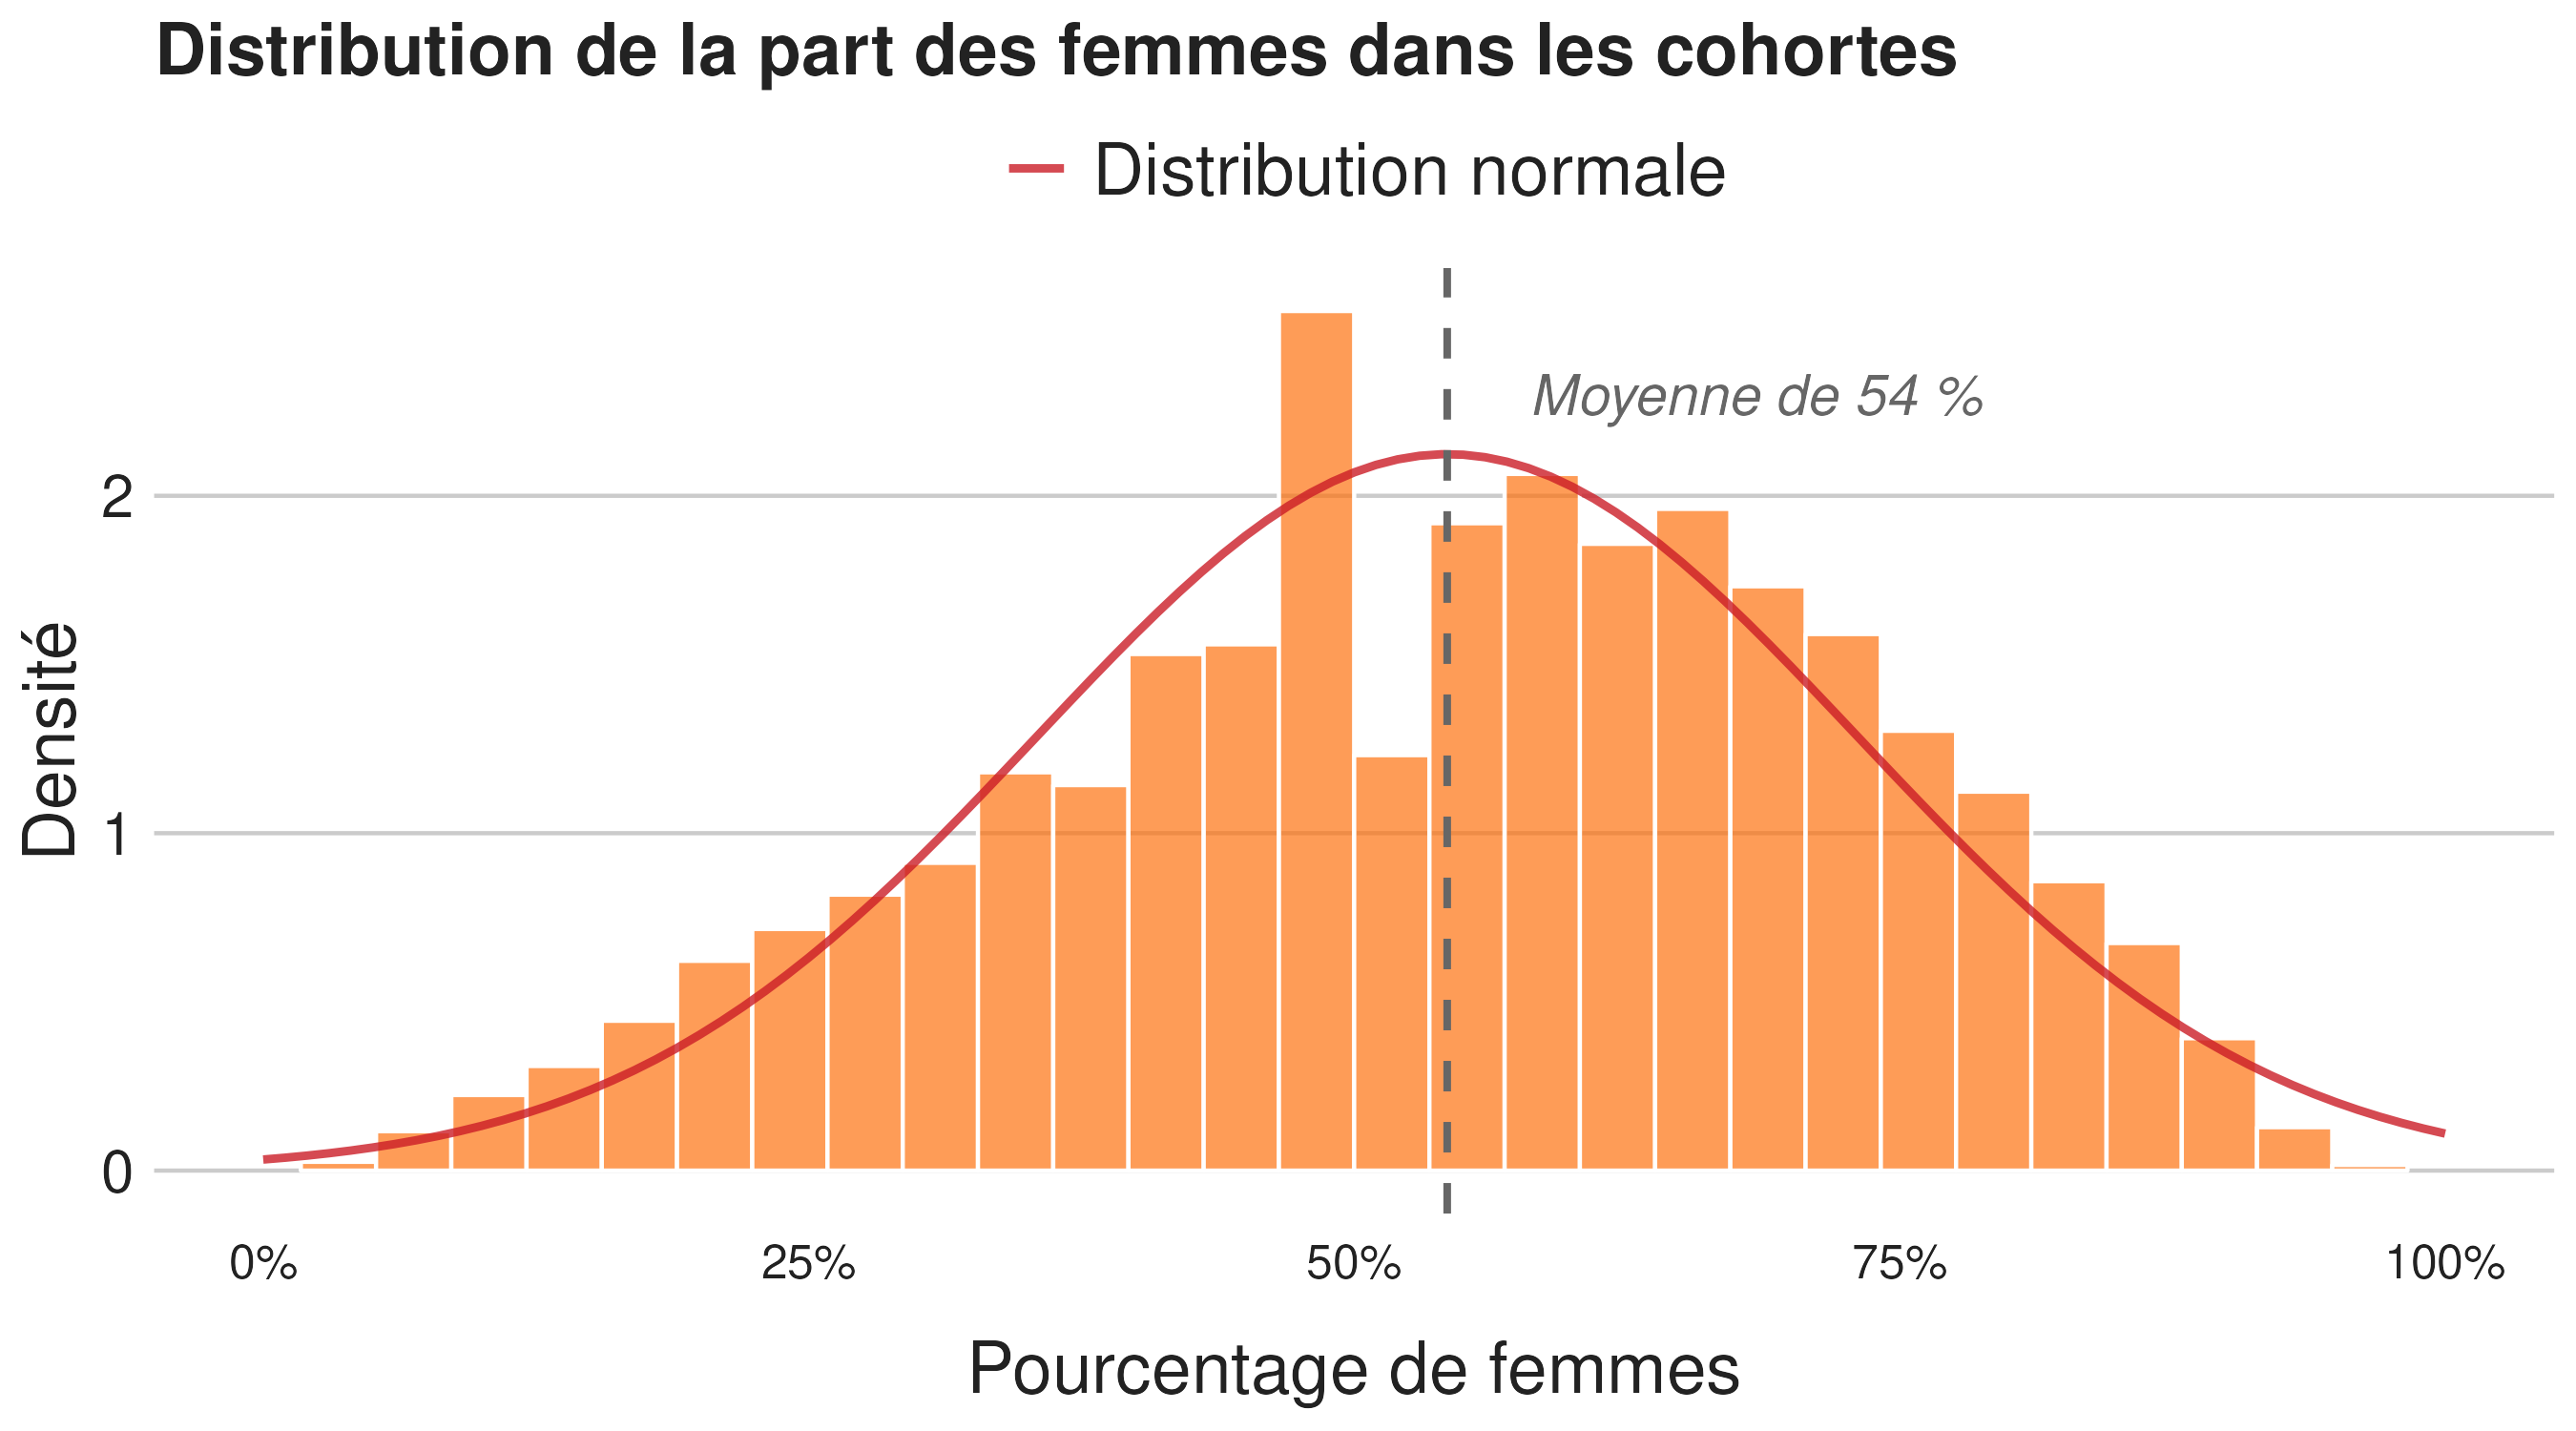 Distribution de la part des femmes dans les cohortes
Distribution normale
Moyenne de 54 %
Densité
2
1
0
0%
25%
50%
75%
100%
Pourcentage de femmes